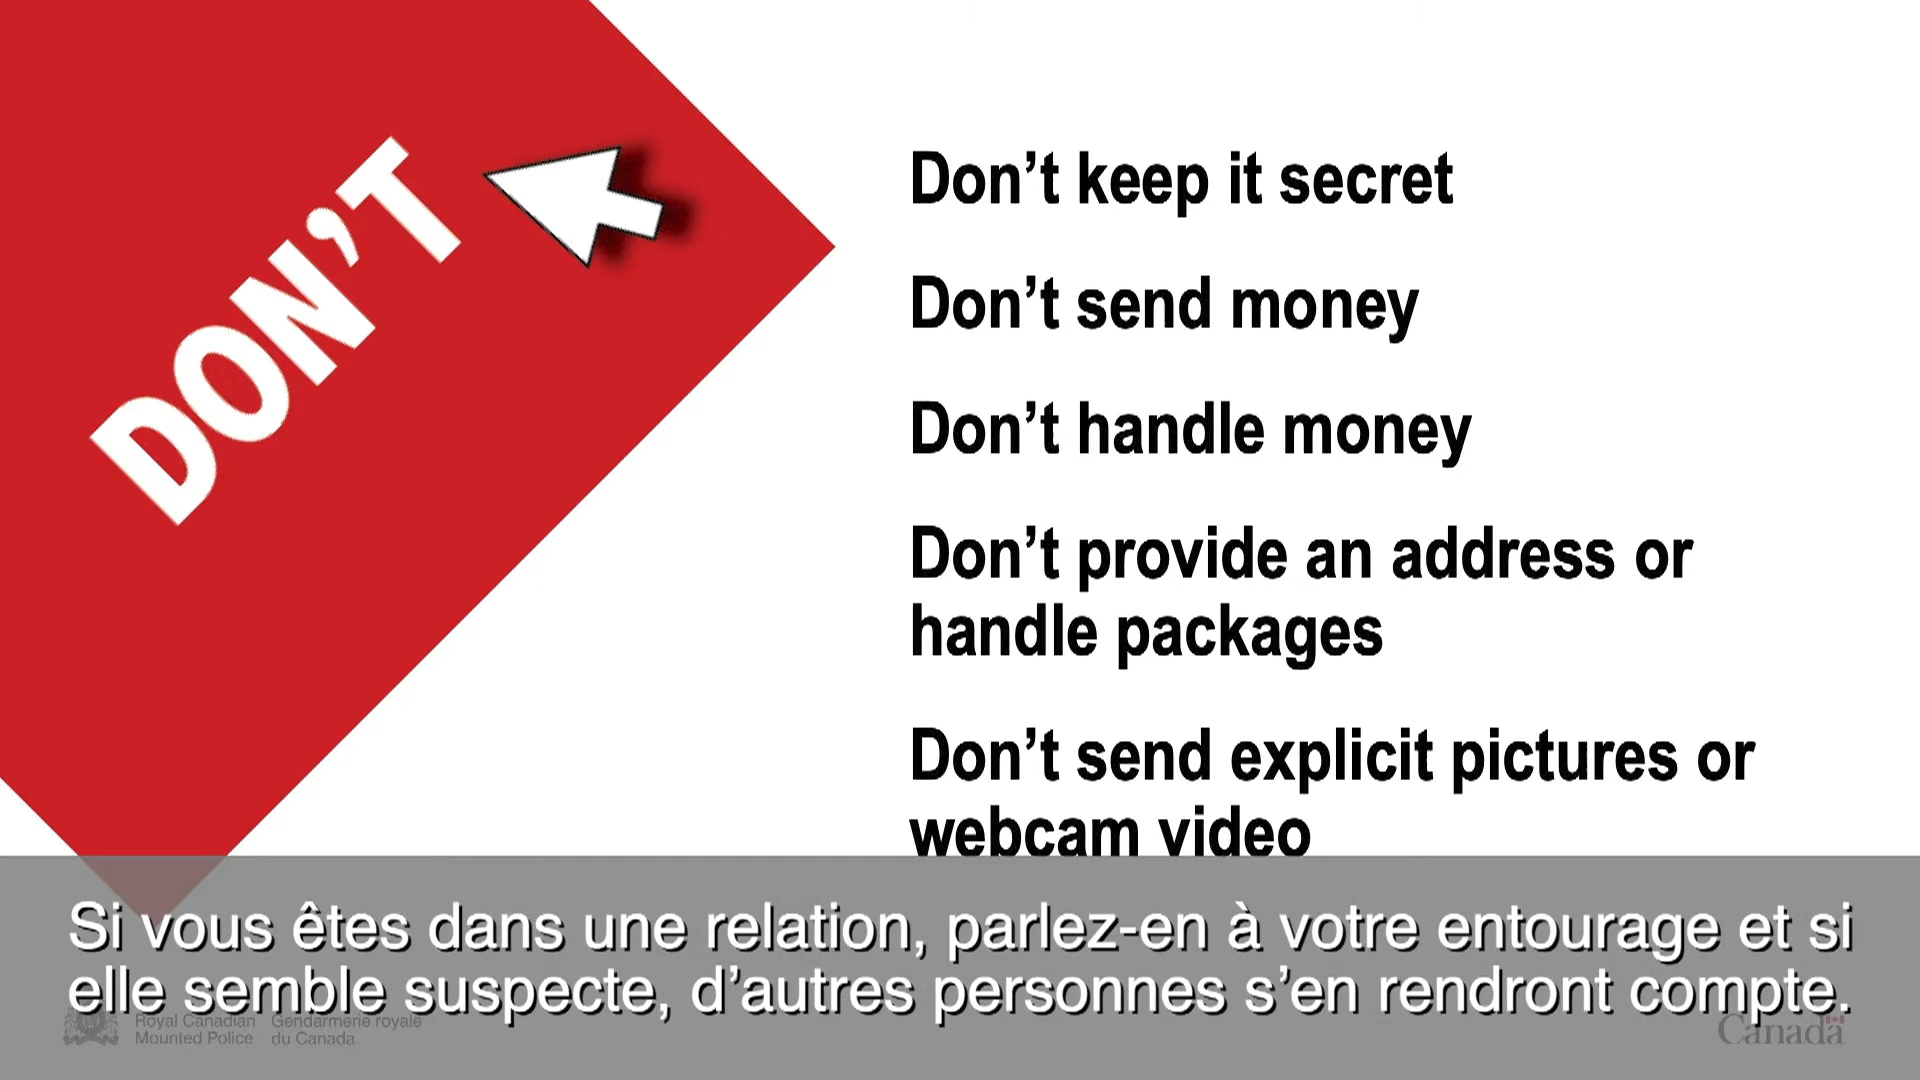 DON’T
Don’t keep it secret
Don’t send money
Don’t handle money
Don’t provide an address or
handle packages
Don’t send explicit pictures or
webcam video
Si vous êtes dans une relation, parlez-en à votre entourage et si
elle semble suspecte, d’autres personnes s’en rendront compte.
Royal Canadian Gendarmerie royale
Mounted Police du Canada
Canada